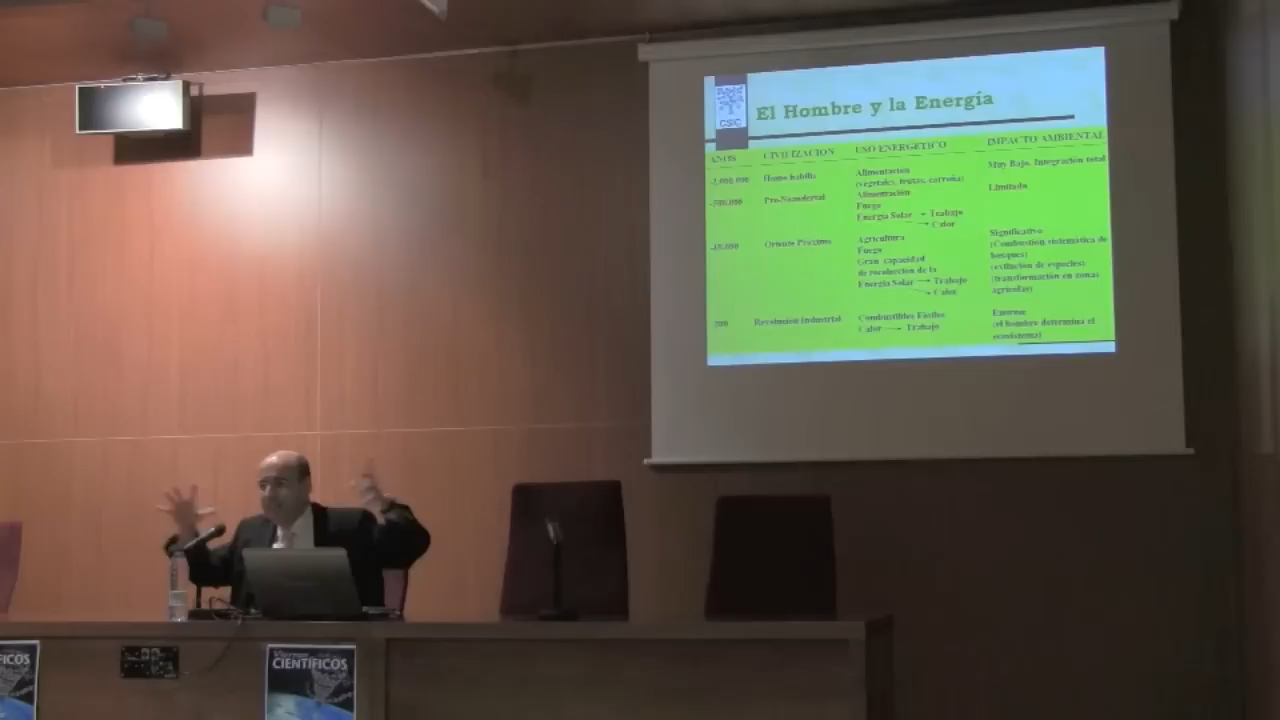 CSIC
El Hombre y la Energía
AÑOS CIVILIZACION USO ENERGETICO IMPACTO AMBIENTAL
-2.000.000 Homo habilis Alimentación Muy Bajo. Integración total
(vegetales, frutas, carroña)
Pre-Neandertal Alimentación Limitado
Fuego
Energía Solar → Trabajo
→ Calor
-10.000 Oriente Próximo Agricultura Significativo
Fuego (Combustión sistemática de
Gran capacidad bosques)
de recolección de la (extinción de especies)
Energía Solar → Trabajo (transformación en zonas
→ Calor agrícolas)
-200 Revolución Industrial Combustibles Fósiles Enorme
Calor → Trabajo (el hombre determina el
ecosistema)
ICOS
Viernes
CIENTÍFICOS